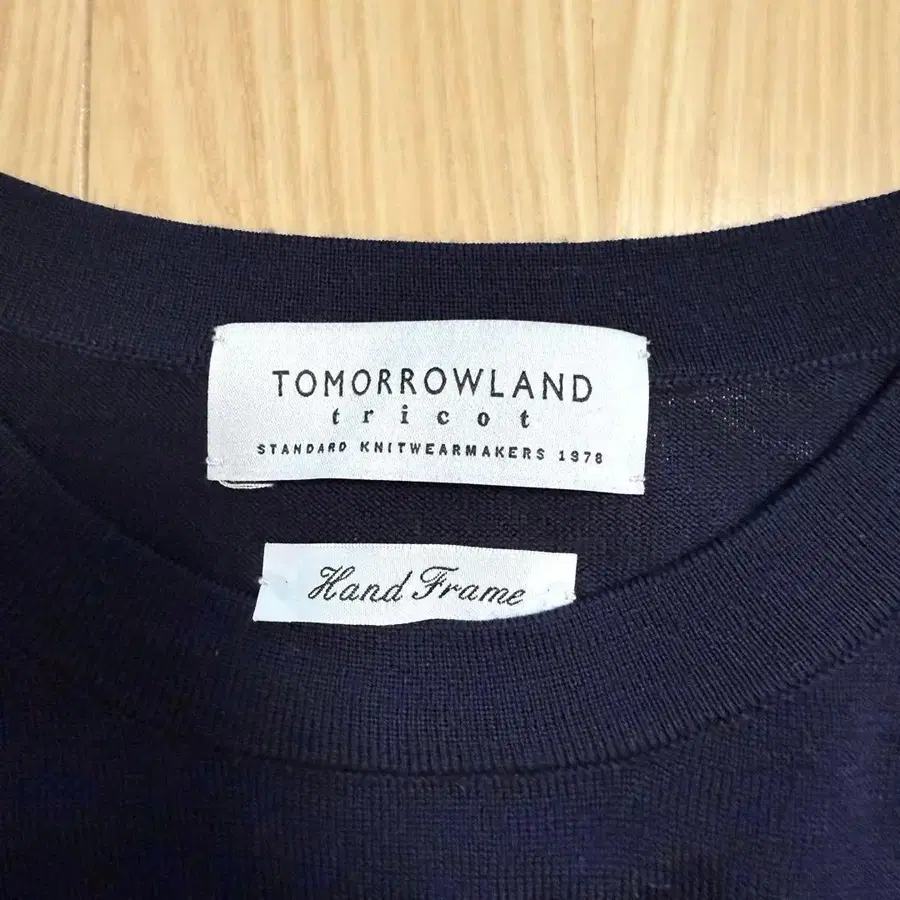 TOMORROWLAND
tricot
STANDARD KNITWEARMAKERS 1978
Hand Frame